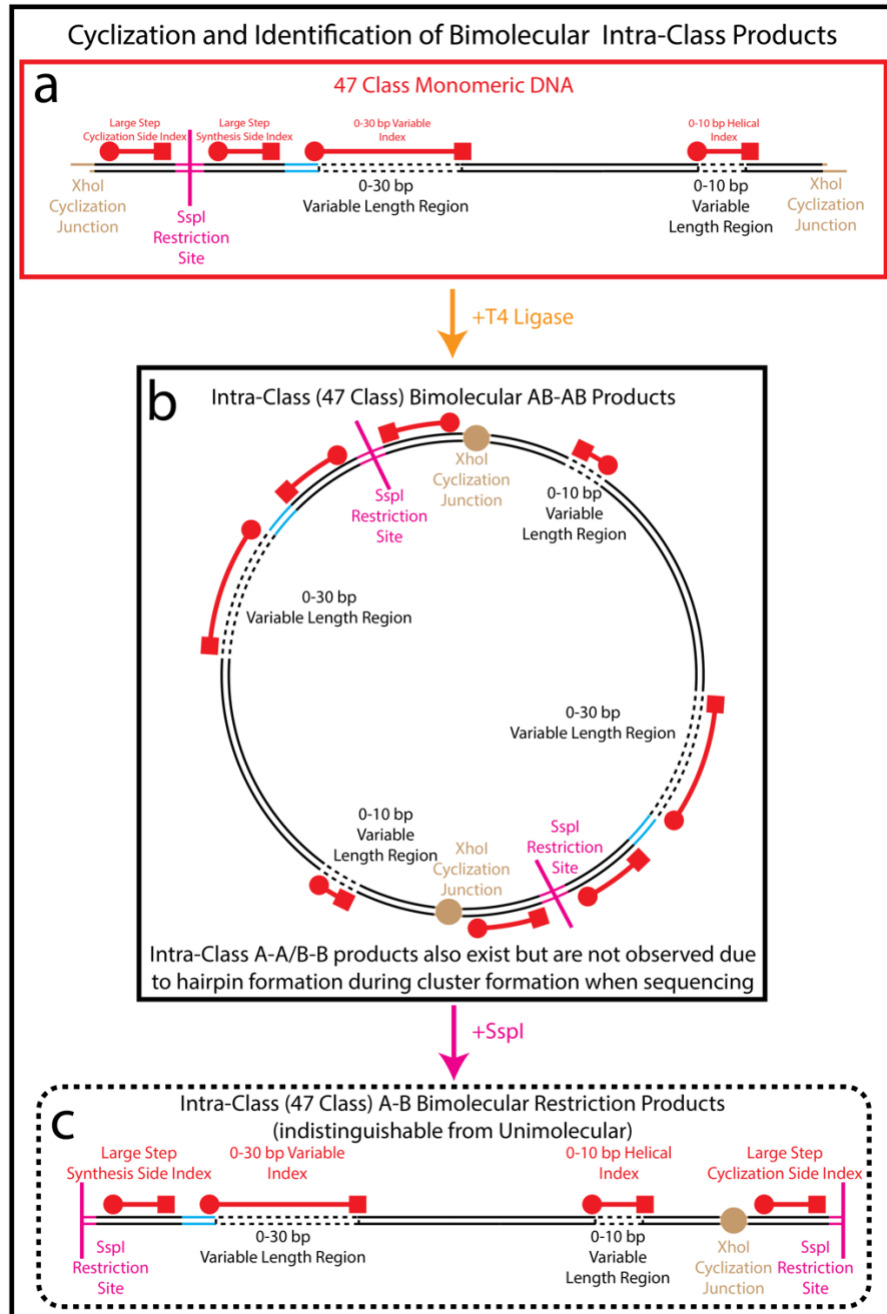 Cyclization and Identification of Bimolecular Intra-Class Products
a
47 Class Monomeric DNA
Large Step
Cyclization Side Index
Large Step
Synthesis Side Index
0-30 bp Variable
Index
0-10 bp Helical
Index
XhoI
Cyclization
Junction
SspI
Restriction
Site
0-30 bp
Variable Length Region
0-10 bp
Variable
Length Region
XhoI
Cyclization
Junction
+T4 Ligase
b
Intra-Class (47 Class) Bimolecular AB-AB Products
XhoI
Cyclization
Junction
SspI
Restriction
Site
0-10 bp
Variable
Length Region
0-30 bp
Variable Length Region
0-30 bp
Variable Length Region
0-10 bp
Variable
Length Region
XhoI
Cyclization
Junction
SspI
Restriction
Site
Intra-Class A-A/B-B products also exist but are not observed due
to hairpin formation during cluster formation when sequencing
+SspI
c
Intra-Class (47 Class) A-B Bimolecular Restriction Products
(indistinguishable from Unimolecular)
Large Step
Synthesis Side Index
0-30 bp Variable
Index
0-10 bp Helical
Index
Large Step
Cyclization Side Index
SspI
Restriction
Site
0-30 bp
Variable Length Region
0-10 bp
Variable
Length Region
XhoI
Cyclization
Junction
SspI
Restriction
Site